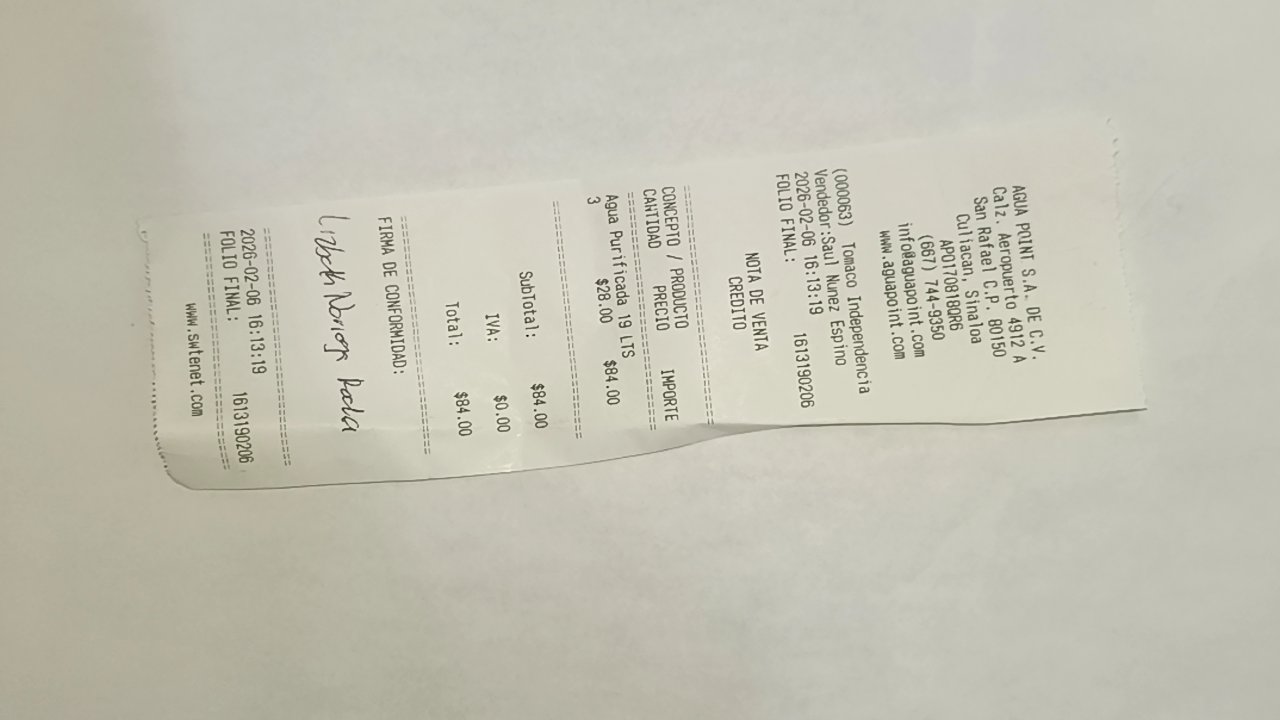 AGUA POINT S.A. DE C.V.
Calz. Aeropuerto 4912 A
San Rafael C.P. 80150
Culiacan, Sinaloa
APO170818QR6
(667) 744-9350
info@aguapoint.com
www.aguapoint.com
(000063) Tomaco Independencia
Vendedor:Saul Nunez Espino
2026-02-06 16:13:19
FOLIO FINAL: 1613190206
NOTA DE VENTA
CREDITO
==============================
CONCEPTO / PRODUCTO
CANTIDAD PRECIO IMPORTE
==============================
Agua Purificada 19 LTS
3 $28.00 $84.00
==============================
SubTotal: $84.00
IVA: $0.00
Total: $84.00
==============================
FIRMA DE CONFORMIDAD:
==============================
2026-02-06 16:13:19
FOLIO FINAL: 1613190206
==============================
www.swtenet.com